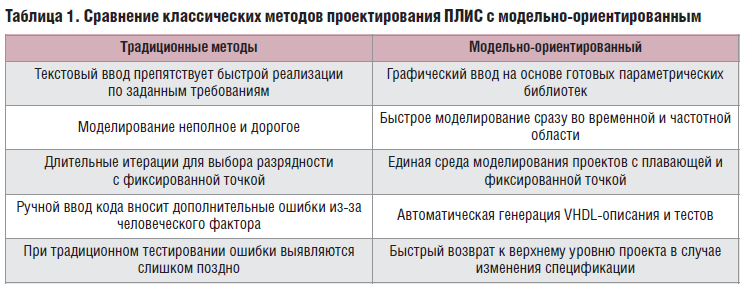 Таблица 1. Сравнение классических методов проектирования ПЛИС с модельно-ориентированным
Традиционные методы
Модельно-ориентированный
Текстовый ввод препятствует быстрой реализации
по заданным требованиям
Графический ввод на основе готовых параметрических
библиотек
Моделирование неполное и дорогое
Быстрое моделирование сразу во временной и частотной
области
Длительные итерации для выбора разрядности
с фиксированной точкой
Единая среда моделирования проектов с плавающей и
фиксированной точкой
Ручной ввод кода вносит дополнительные ошибки из-за
человеческого фактора
Автоматическая генерация VHDL-описания и тестов
При традиционном тестировании ошибки выявляются
слишком поздно
Быстрый возврат к верхнему уровню проекта в случае
изменения спецификации